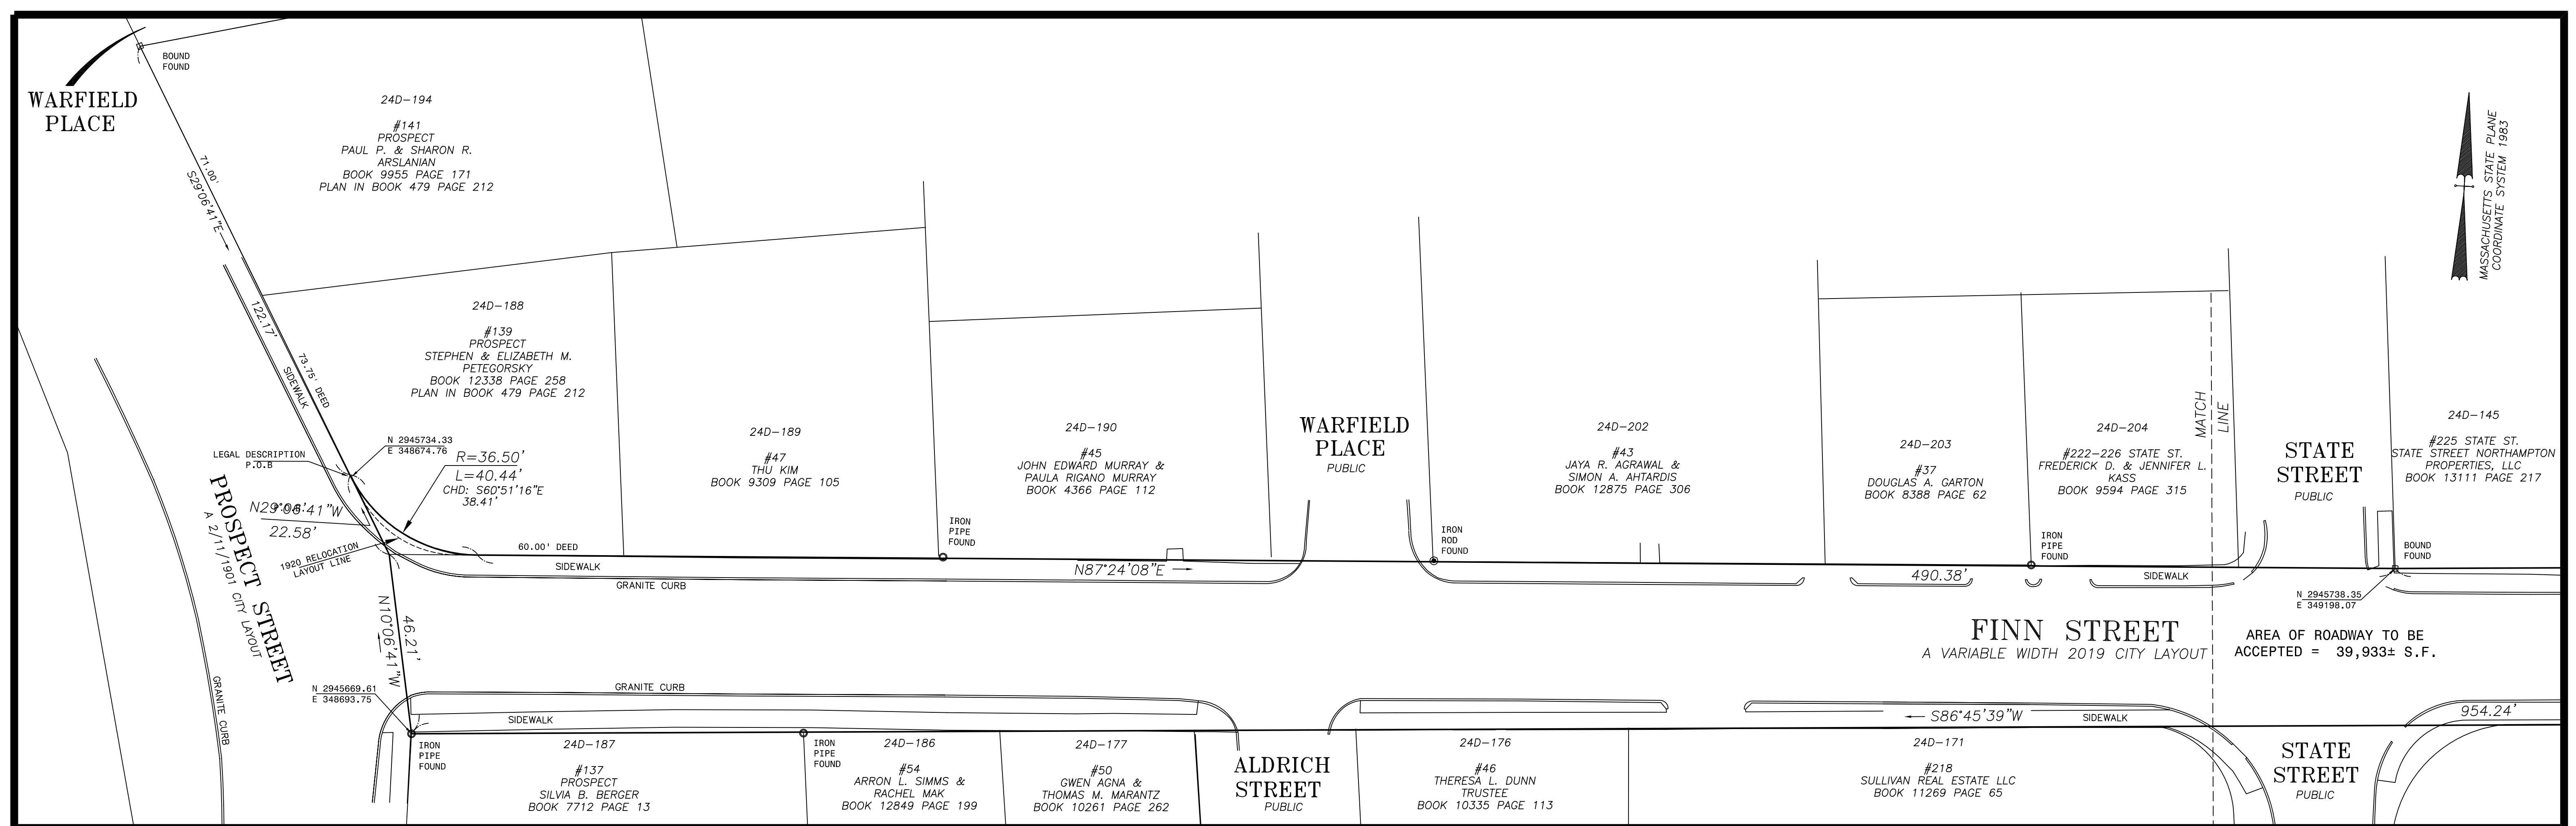 WARFIELD
PLACE
BOUND
FOUND
24D-194
#141
PROSPECT
PAUL P. & SHARON R.
ARSLANIAN
BOOK 9955 PAGE 171
PLAN IN BOOK 479 PAGE 212
71.00'
S29°06'41"E
122.17'
73.75' DEED
SIDEWALK
24D-188
#139
PROSPECT
STEPHEN & ELIZABETH M.
PETEGORSKY
BOOK 12338 PAGE 258
PLAN IN BOOK 479 PAGE 212
LEGAL DESCRIPTION
P.O.B
N 2945734.33
E 348674.76
R=36.50'
L=40.44'
CHD: S60°51'16"E
38.41'
N29°06'41"W
22.58'
1920 RELOCATION
LAYOUT LINE
PROSPECT STREET
A 2/11/1901 CITY LAYOUT
GRANITE CURB
24D-189
#47
THU KIM
BOOK 9309 PAGE 105
24D-190
#45
JOHN EDWARD MURRAY &
PAULA RIGANO MURRAY
BOOK 4366 PAGE 112
WARFIELD
PLACE
PUBLIC
24D-202
#43
JAYA R. AGRAWAL &
SIMON A. AHTARDIS
BOOK 12875 PAGE 306
24D-203
#37
DOUGLAS A. GARTON
BOOK 8388 PAGE 62
24D-204
#222-226 STATE ST.
FREDERICK D. & JENNIFER L.
KASS
BOOK 9594 PAGE 315
MATCH
LINE
STATE
STREET
PUBLIC
24D-145
#225 STATE ST.
STATE STREET NORTHAMPTON
PROPERTIES, LLC
BOOK 13111 PAGE 217
MASSACHUSETTS STATE PLANE
COORDINATE SYSTEM 1983
IRON
PIPE
FOUND
IRON
ROD
FOUND
IRON
PIPE
FOUND
BOUND
FOUND
60.00' DEED
SIDEWALK
GRANITE CURB
N87°24'08"E
490.38'
SIDEWALK
N 2945738.35
E 349198.07
FINN STREET
A VARIABLE WIDTH 2019 CITY LAYOUT
AREA OF ROADWAY TO BE
ACCEPTED = 39,933± S.F.
46.21'
N10°06'41"W
N 2945669.61
E 348693.75
GRANITE CURB
SIDEWALK
S86°45'39"W
SIDEWALK
954.24'
IRON
PIPE
FOUND
24D-187
#137
PROSPECT
SILVIA B. BERGER
BOOK 7712 PAGE 13
IRON
PIPE
FOUND
24D-186
#54
ARRON L. SIMMS &
RACHEL MAK
BOOK 12849 PAGE 199
24D-177
#50
GWEN AGNA &
THOMAS M. MARANTZ
BOOK 10261 PAGE 262
ALDRICH
STREET
PUBLIC
24D-176
#46
THERESA L. DUNN
TRUSTEE
BOOK 10335 PAGE 113
24D-171
#218
SULLIVAN REAL ESTATE LLC
BOOK 11269 PAGE 65
STATE
STREET
PUBLIC